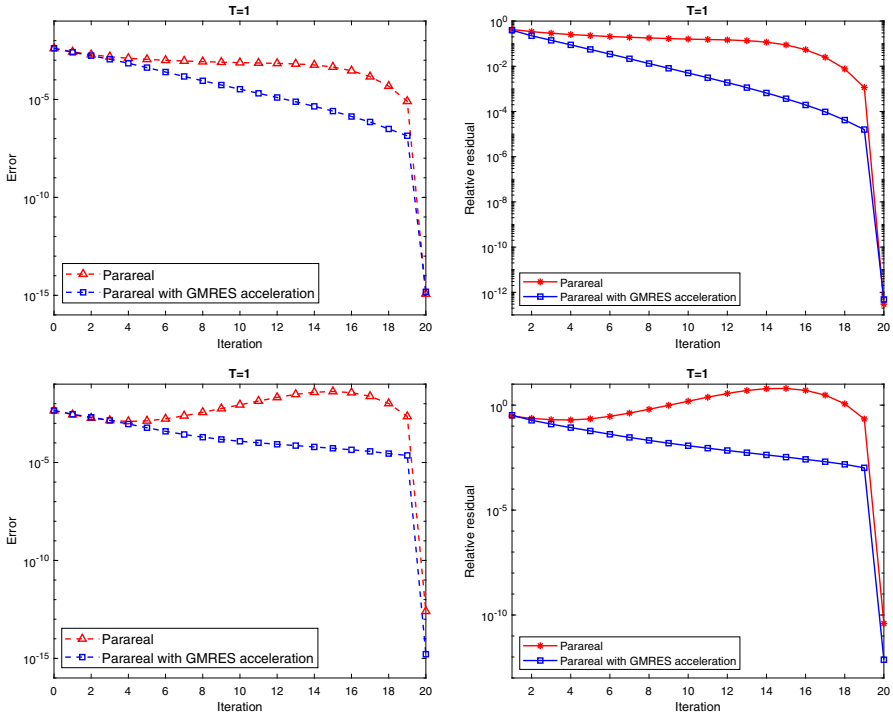 T=1
Error
10^-5
10^-10
10^-15
Parareal
Parareal with GMRES acceleration
0 2 4 6 8 10 12 14 16 18 20
Iteration
T=1
Relative residual
10^0
10^-2
10^-4
10^-6
10^-8
10^-10
10^-12
Parareal
Parareal with GMRES acceleration
2 4 6 8 10 12 14 16 18 20
Iteration
T=1
Error
10^-5
10^-10
10^-15
Parareal
Parareal with GMRES acceleration
0 2 4 6 8 10 12 14 16 18 20
Iteration
T=1
Relative residual
10^0
10^-5
10^-10
Parareal
Parareal with GMRES acceleration
2 4 6 8 10 12 14 16 18 20
Iteration